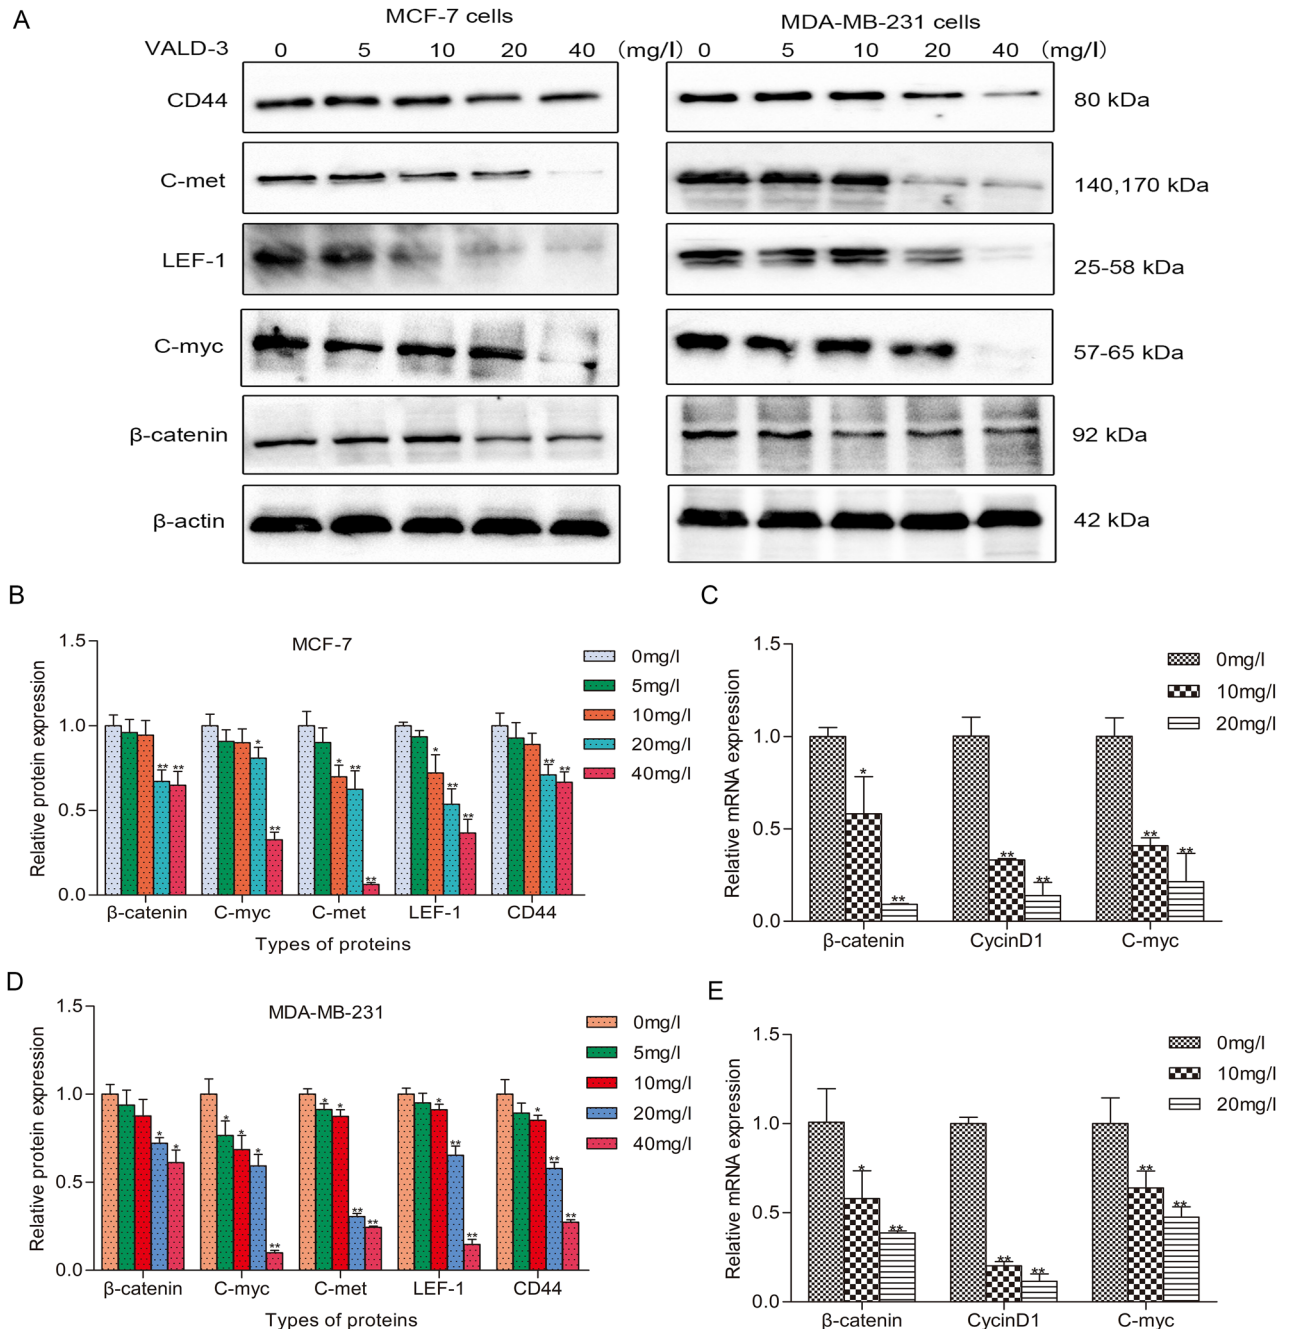 A
MCF-7 cells
MDA-MB-231 cells
VALD-3 0 5 10 20 40 (mg/l) 0 5 10 20 40 (mg/l)
CD44 80 kDa
C-met 140,170 kDa
LEF-1 25-58 kDa
C-myc 57-65 kDa
β-catenin 92 kDa
β-actin 42 kDa
B
MCF-7
Relative protein expression
1.5
1.0
0.5
0.0
** ** * ** * ** ** * ** ** ** **
β-catenin C-myc C-met LEF-1 CD44
Types of proteins
0mg/l
5mg/l
10mg/l
20mg/l
40mg/l
C
Relative mRNA expression
1.5
1.0
0.5
0.0
* ** ** ** ** **
β-catenin CycinD1 C-myc
0mg/l
10mg/l
20mg/l
D
MDA-MB-231
Relative protein expression
1.5
1.0
0.5
0.0
* * * * * ** * * ** ** * ** ** * ** **
β-catenin C-myc C-met LEF-1 CD44
Types of proteins
0mg/l
5mg/l
10mg/l
20mg/l
40mg/l
E
Relative mRNA expression
1.5
1.0
0.5
0.0
* ** ** ** ** **
β-catenin CycinD1 C-myc
0mg/l
10mg/l
20mg/l